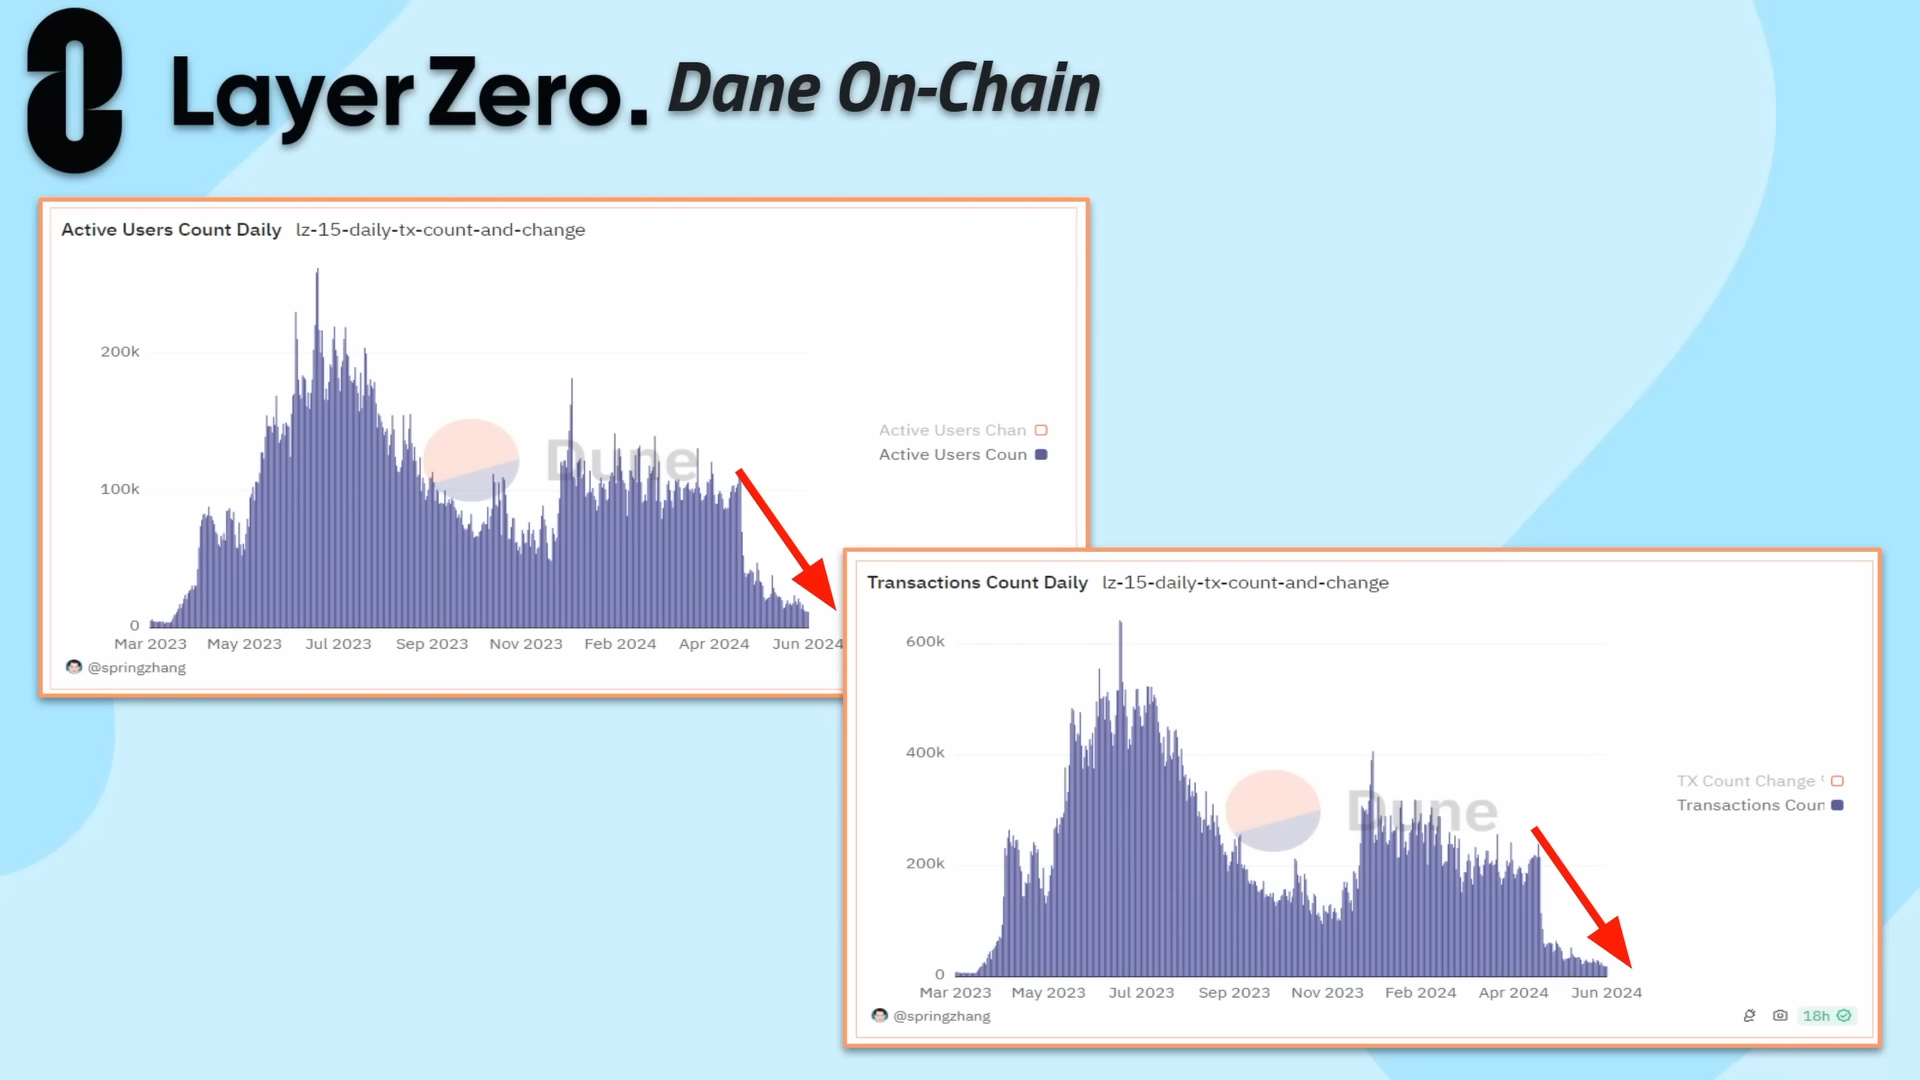 LayerZero. Dane On-Chain
Active Users Count Daily lz-15-daily-tx-count-and-change
200k
100k
0
Dune
Active Users Chan
Active Users Coun
Mar 2023 May 2023 Jul 2023 Sep 2023 Nov 2023 Feb 2024 Apr 2024 Jun 2024
@springzhang
Transactions Count Daily lz-15-daily-tx-count-and-change
600k
400k
200k
0
Dune
TX Count Change
Transactions Coun
Mar 2023 May 2023 Jul 2023 Sep 2023 Nov 2023 Feb 2024 Apr 2024 Jun 2024
@springzhang
18h